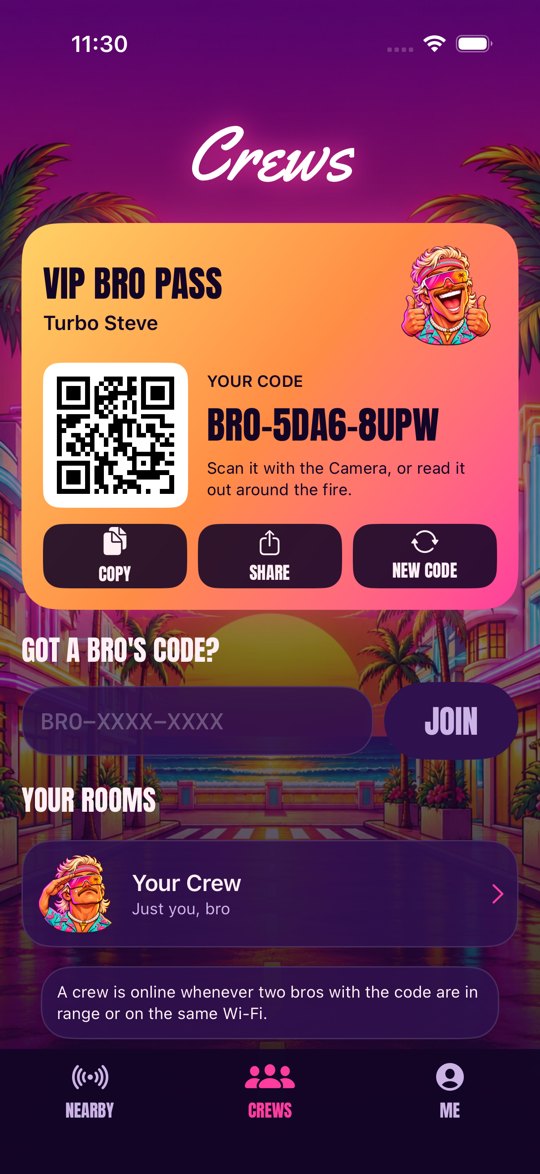 11:30
Crews
VIP BRO PASS
Turbo Steve
YOUR CODE
BRO-5DA6-8UPW
Scan it with the Camera, or read it
out around the fire.
COPY
SHARE
NEW CODE
GOT A BRO'S CODE?
BRO–XXXX–XXXX
JOIN
YOUR ROOMS
Your Crew
Just you, bro
A crew is online whenever two bros with the code are in
range or on the same Wi-Fi.
NEARBY
CREWS
ME